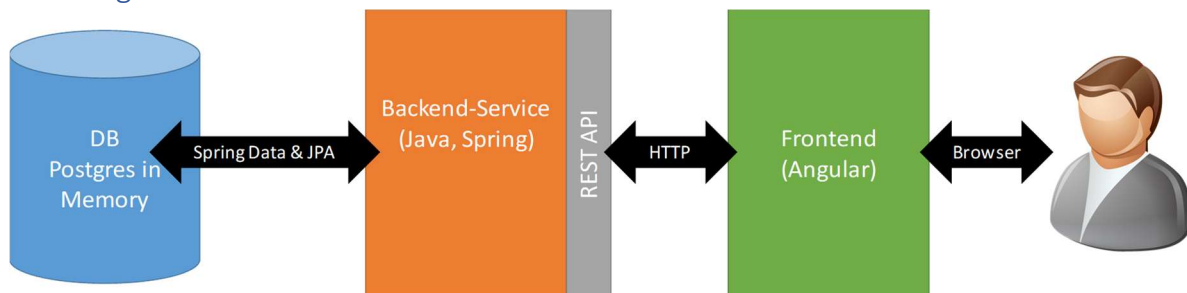 DB
Postgres in
Memory
Spring Data & JPA
Backend-Service
(Java, Spring)
REST API
HTTP
Frontend
(Angular)
Browser